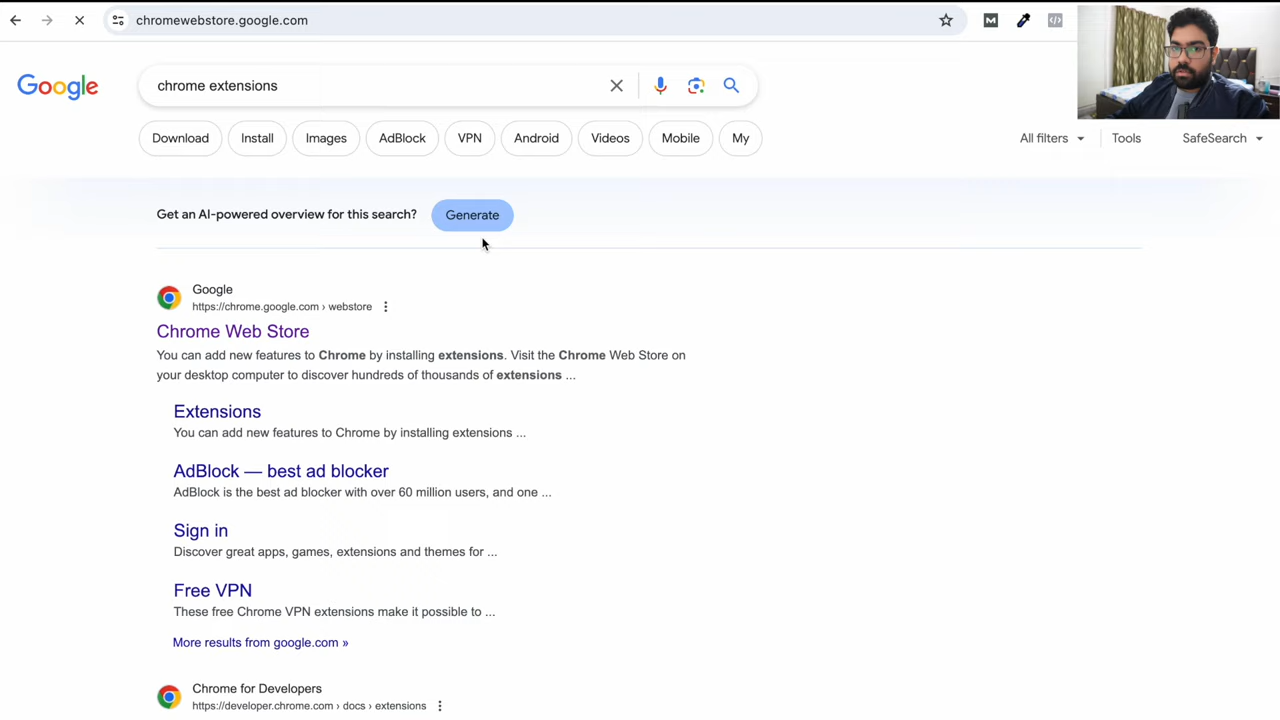 chromewebstore.google.com
Google
chrome extensions
Download
Install
Images
AdBlock
VPN
Android
Videos
Mobile
My
All filters
Tools
SafeSearch
Get an AI-powered overview for this search?
Generate
Google
https://chrome.google.com › webstore
Chrome Web Store
You can add new features to Chrome by installing extensions. Visit the Chrome Web Store on
your desktop computer to discover hundreds of thousands of extensions ...
Extensions
You can add new features to Chrome by installing extensions ...
AdBlock — best ad blocker
AdBlock is the best ad blocker with over 60 million users, and one ...
Sign in
Discover great apps, games, extensions and themes for ...
Free VPN
These free Chrome VPN extensions make it possible to ...
More results from google.com »
Chrome for Developers
https://developer.chrome.com › docs › extensions